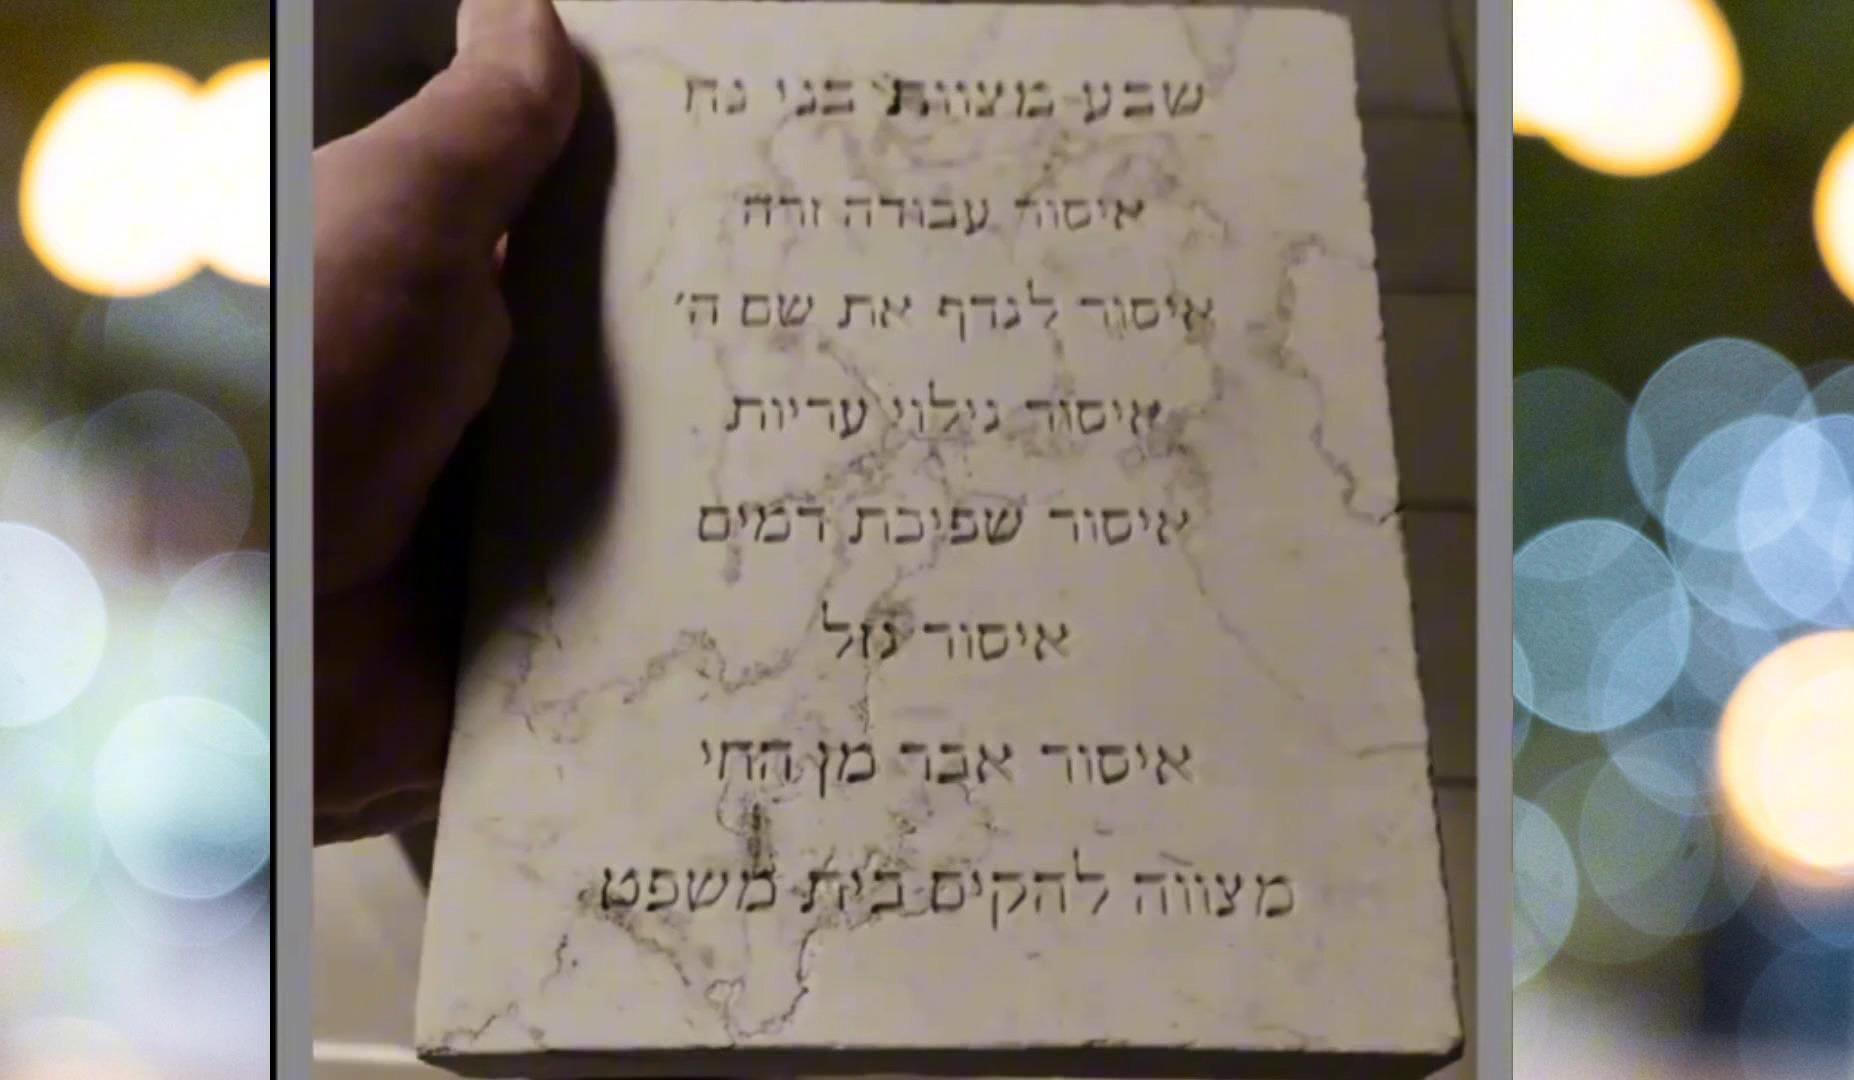 שבע מצוות בני נח
איסור עבודה זרה
איסור לגדף את שם ה'
איסור גילוי עריות
איסור שפיכת דמים
איסור גזל
איסור אבר מן החי
מצווה להקים בית משפט